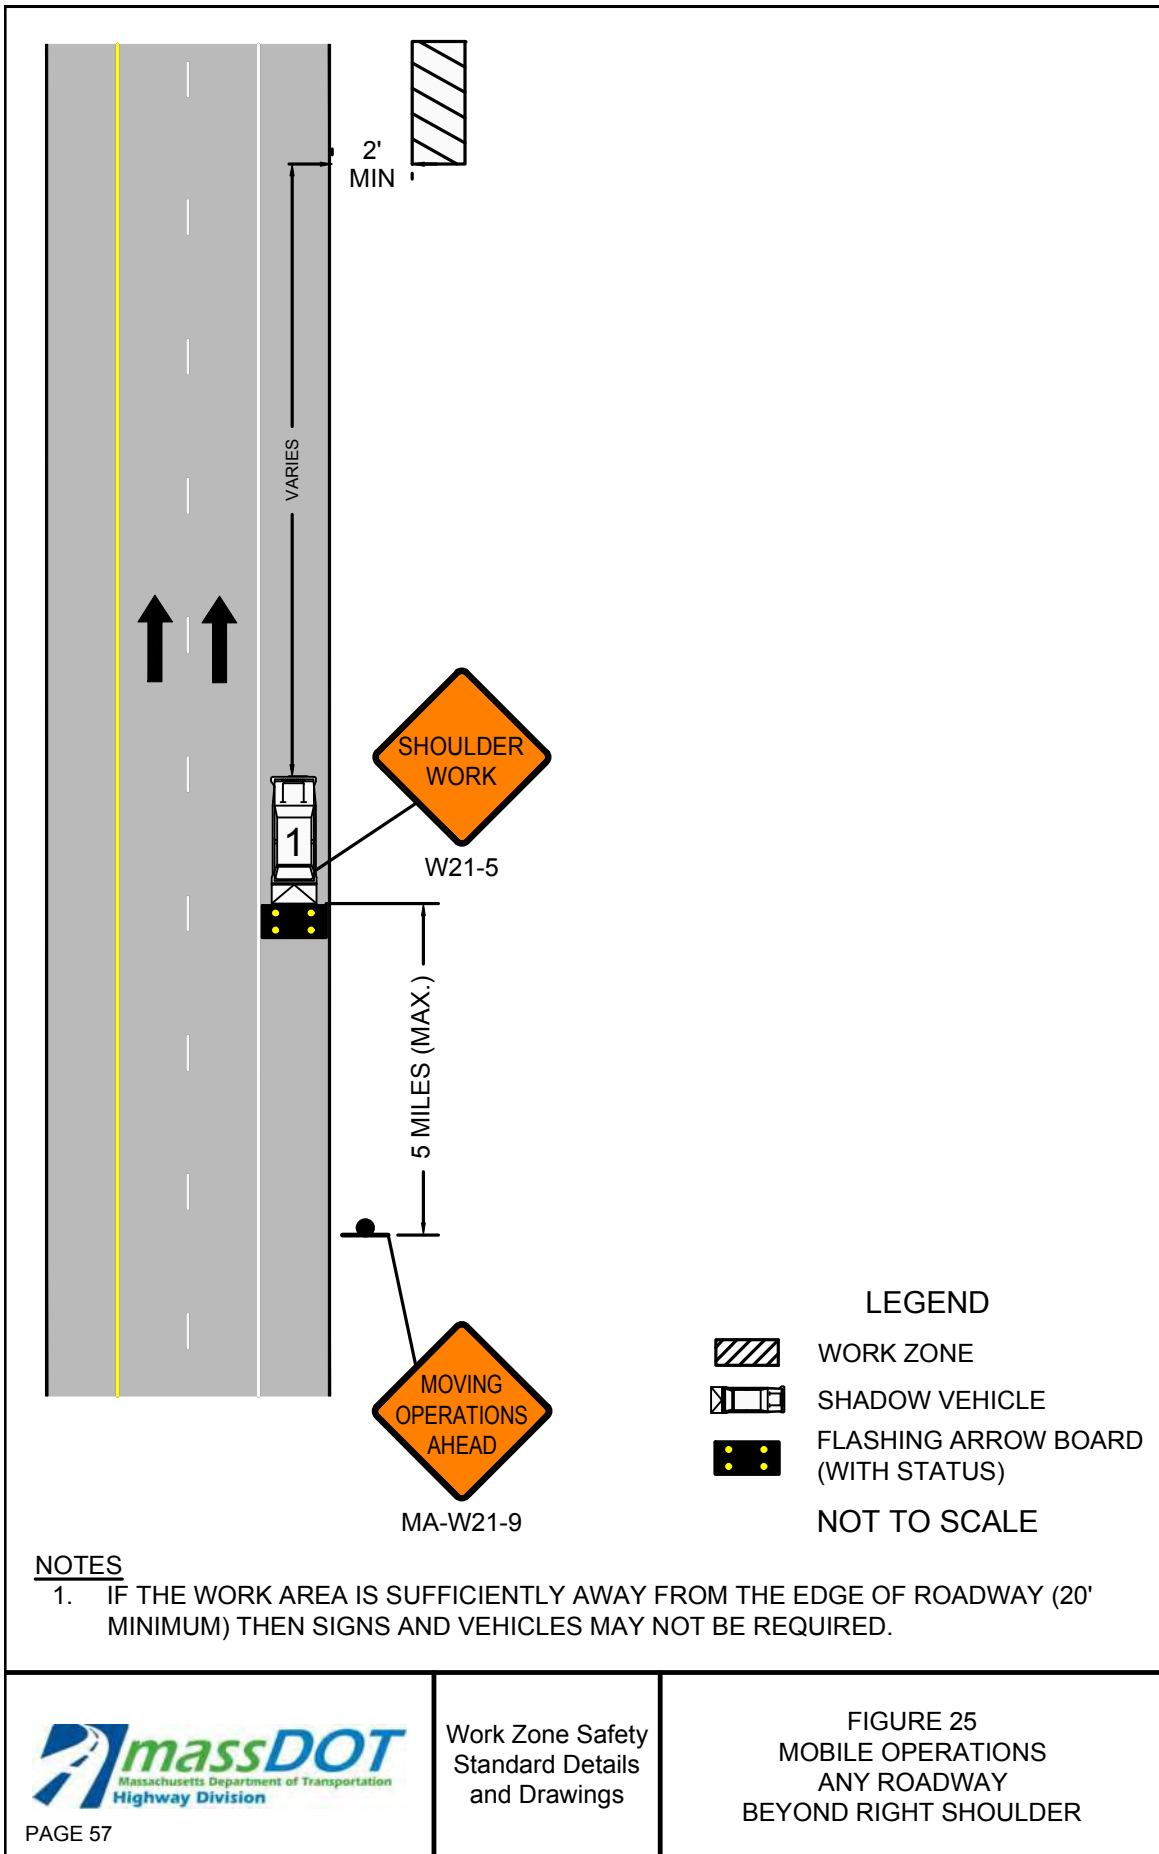 2'
MIN
VARIES
SHOULDER
WORK
1
W21-5
5 MILES (MAX.)
MOVING
OPERATIONS
AHEAD
MA-W21-9
LEGEND
WORK ZONE
SHADOW VEHICLE
FLASHING ARROW BOARD
(WITH STATUS)
NOT TO SCALE
NOTES
1. IF THE WORK AREA IS SUFFICIENTLY AWAY FROM THE EDGE OF ROADWAY (20'
MINIMUM) THEN SIGNS AND VEHICLES MAY NOT BE REQUIRED.
massDOT
Massachusetts Department of Transportation
Highway Division
PAGE 57
Work Zone Safety
Standard Details
and Drawings
FIGURE 25
MOBILE OPERATIONS
ANY ROADWAY
BEYOND RIGHT SHOULDER